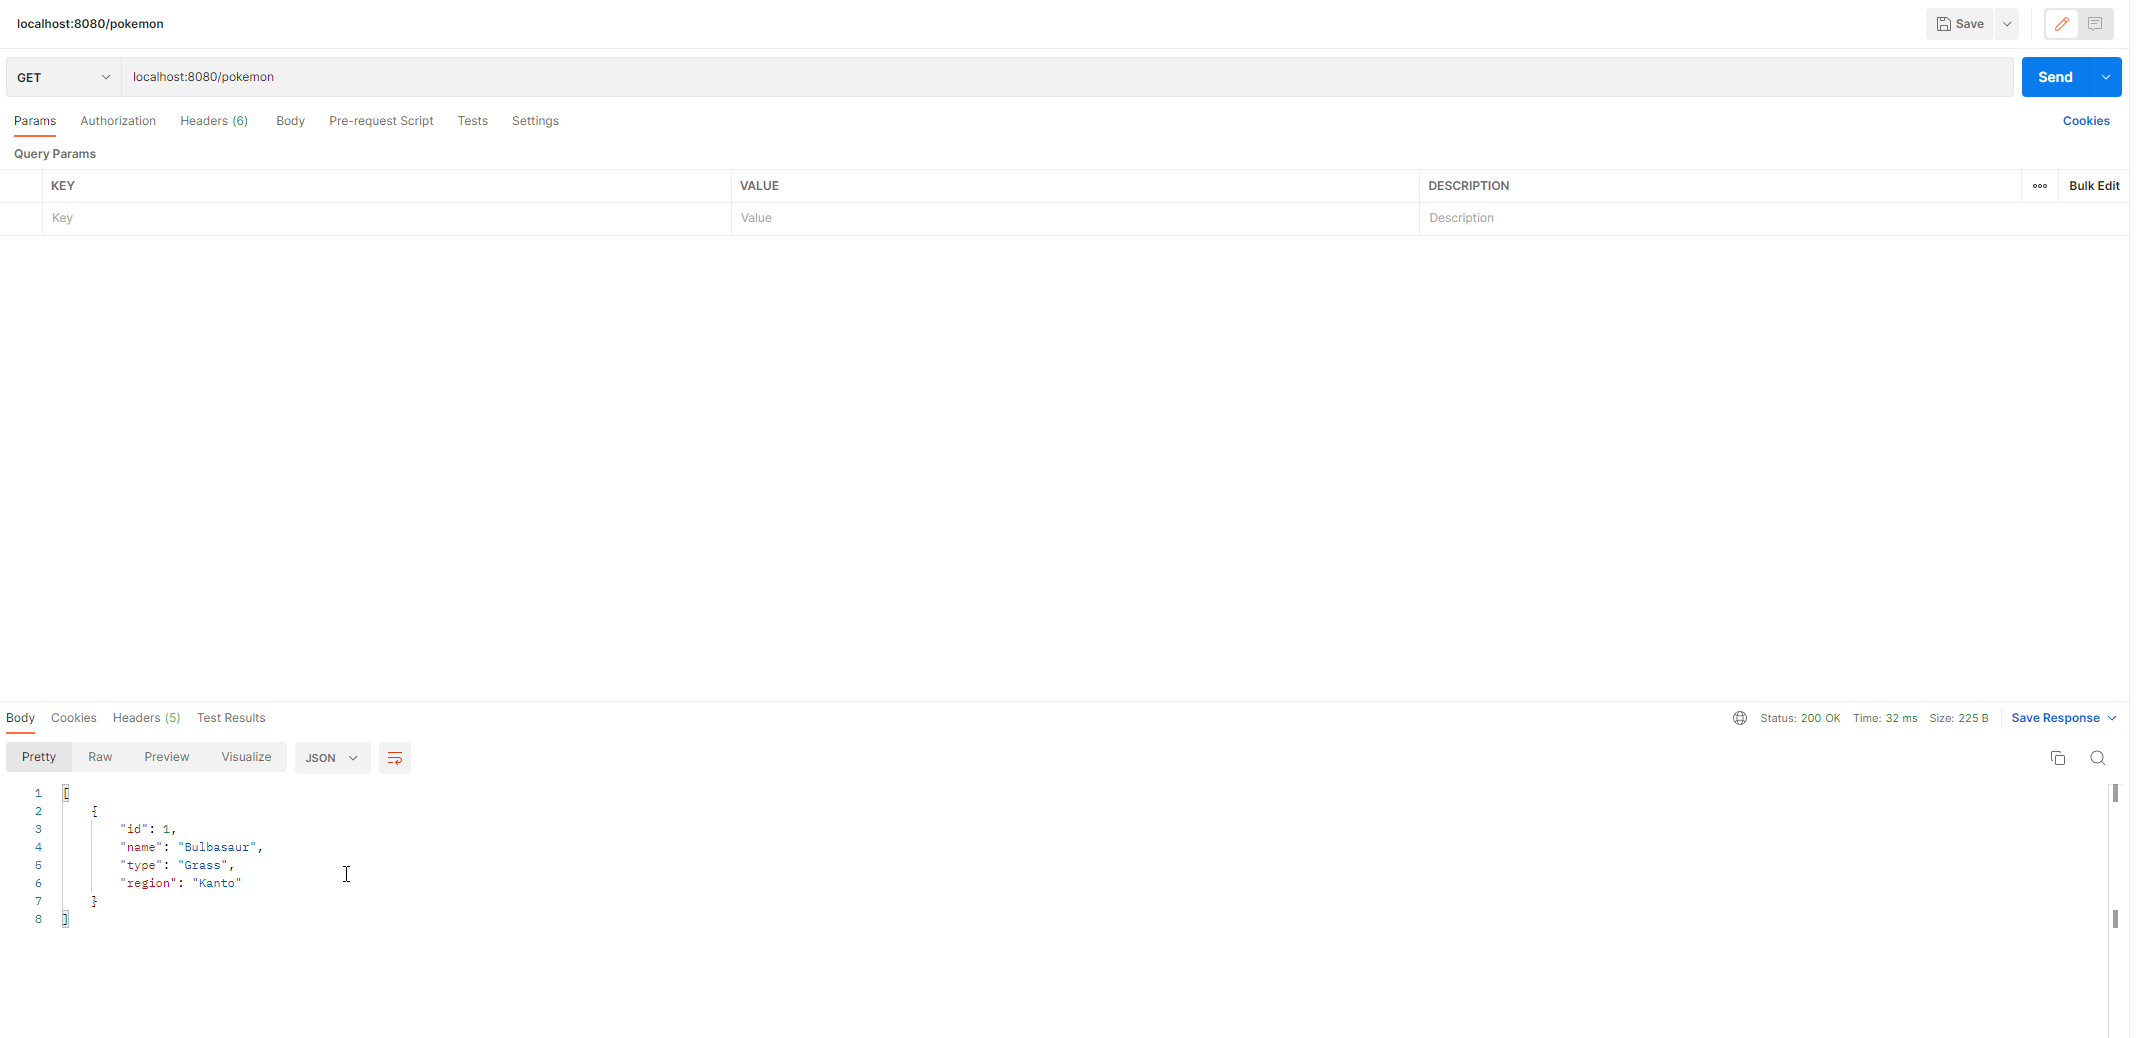 localhost:8080/pokemon
Save
GET localhost:8080/pokemon Send
Params Authorization Headers (6) Body Pre-request Script Tests Settings Cookies
Query Params
KEY VALUE DESCRIPTION Bulk Edit
Key Value Description
Body Cookies Headers (5) Test Results Status: 200 OK Time: 32 ms Size: 225 B Save Response
Pretty Raw Preview Visualize JSON
1 [
2 {
3 "id": 1,
4 "name": "Bulbasaur",
5 "type": "Grass",
6 "region": "Kanto"
7 }
8 ]